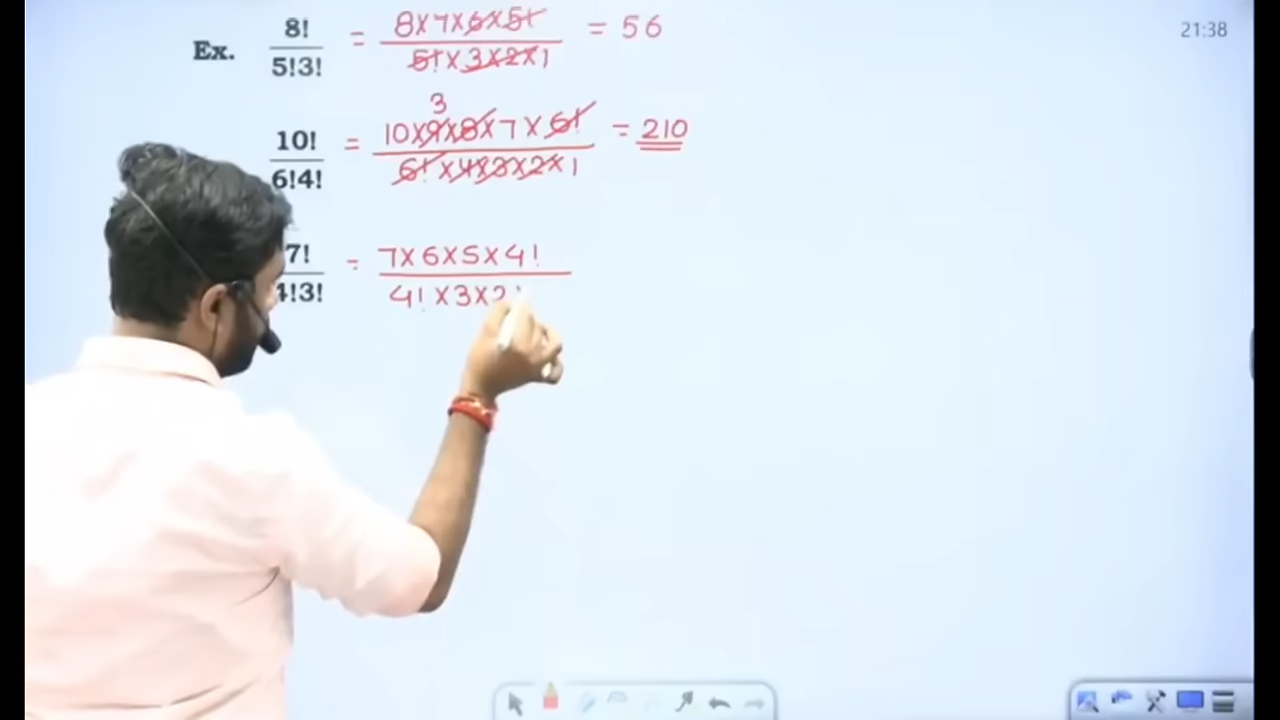 21:38
Ex. 8!/5!3! = 8×7×6×5!/5!×3×2×1 = 56
3
10!/6!4! = 10×9×8×7×6!/6!×4×3×2×1 = 210
7!/4!3! = 7×6×5×4!/4!×3×2